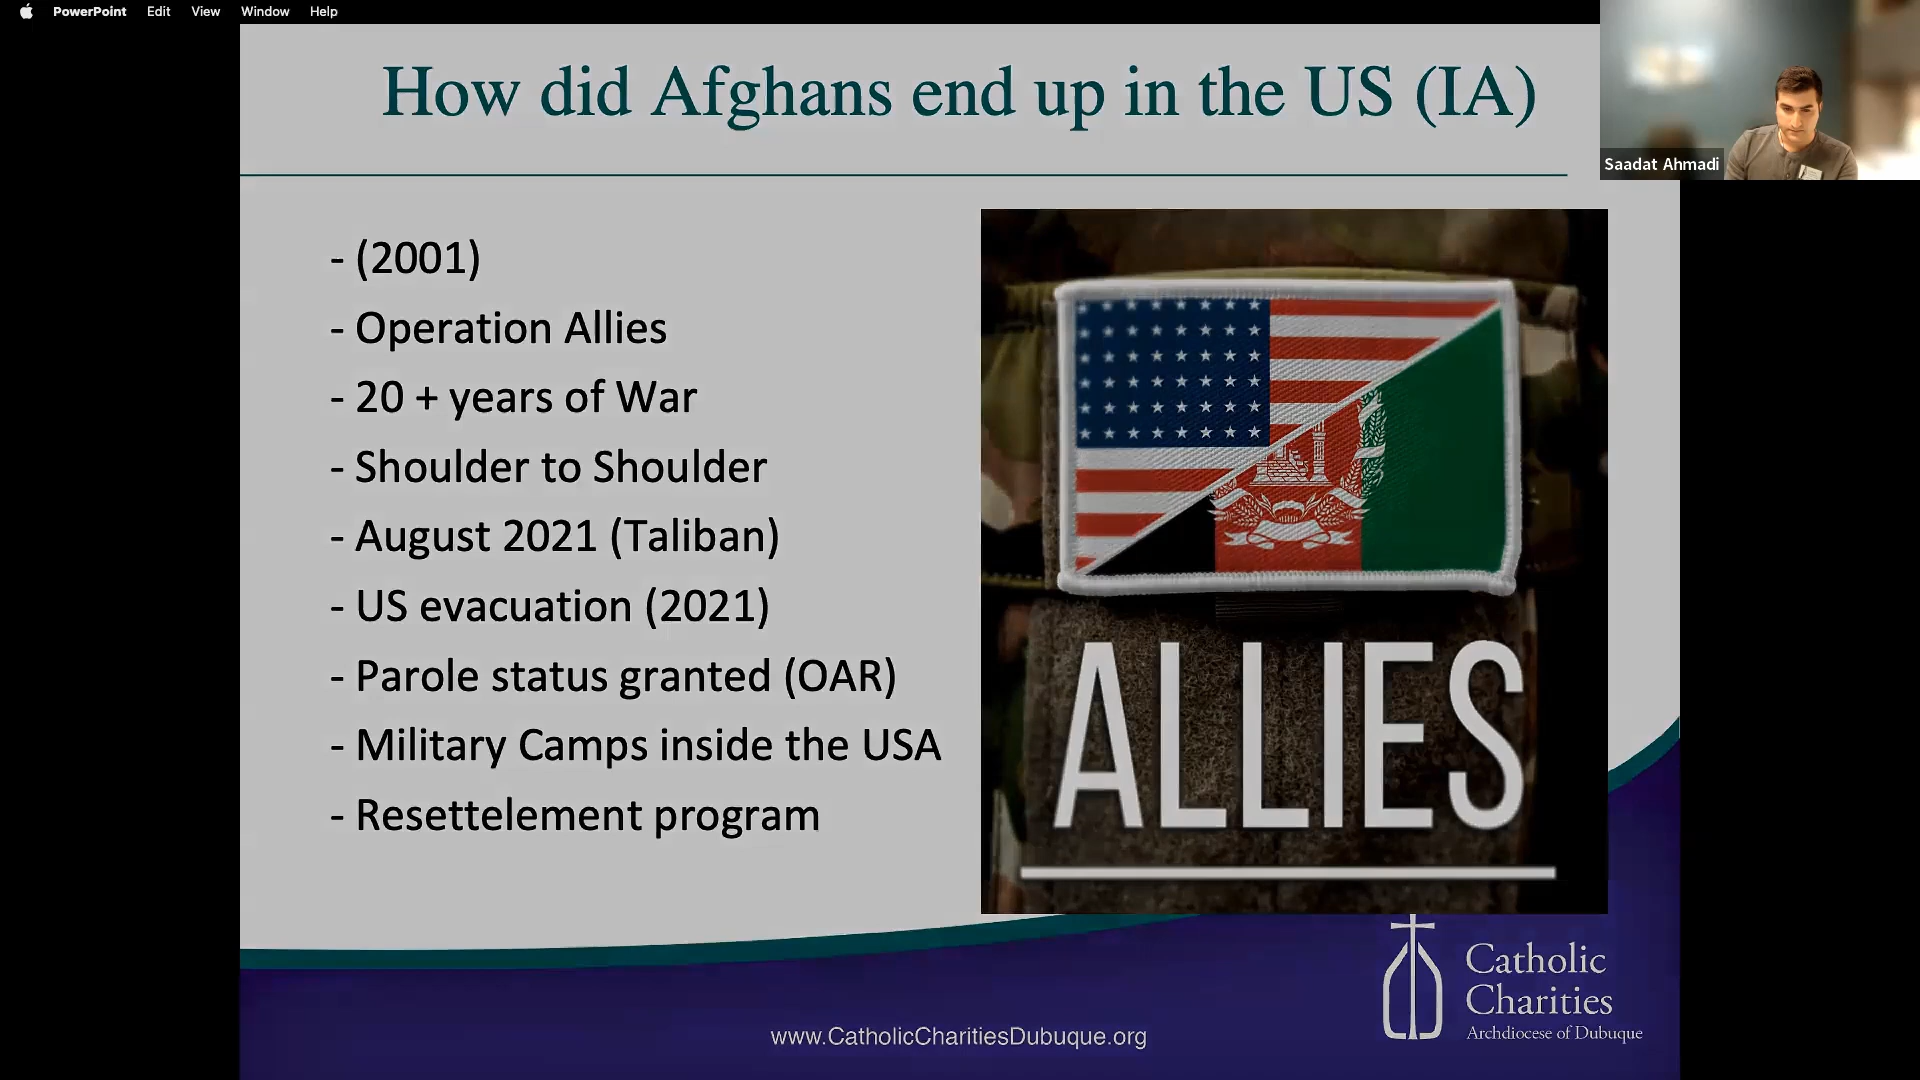 PowerPoint Edit View Window Help
How did Afghans end up in the US (IA)
Saadat Ahmadi
- (2001)
- Operation Allies
- 20 + years of War
- Shoulder to Shoulder
- August 2021 (Taliban)
- US evacuation (2021)
- Parole status granted (OAR)
- Military Camps inside the USA
- Resettelement program
ALLIES
Catholic
Charities
Archdiocese of Dubuque
www.CatholicCharitiesDubuque.org